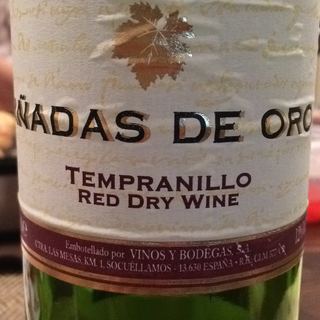 ÑADAS DE ORO
TEMPRANILLO
RED DRY WINE
Embotellado por VINOS Y BODEGAS, S.A.
CTRA. LAS MESAS, KM. 1, SOCUÉLLAMOS - 13.630 ESPAÑA -